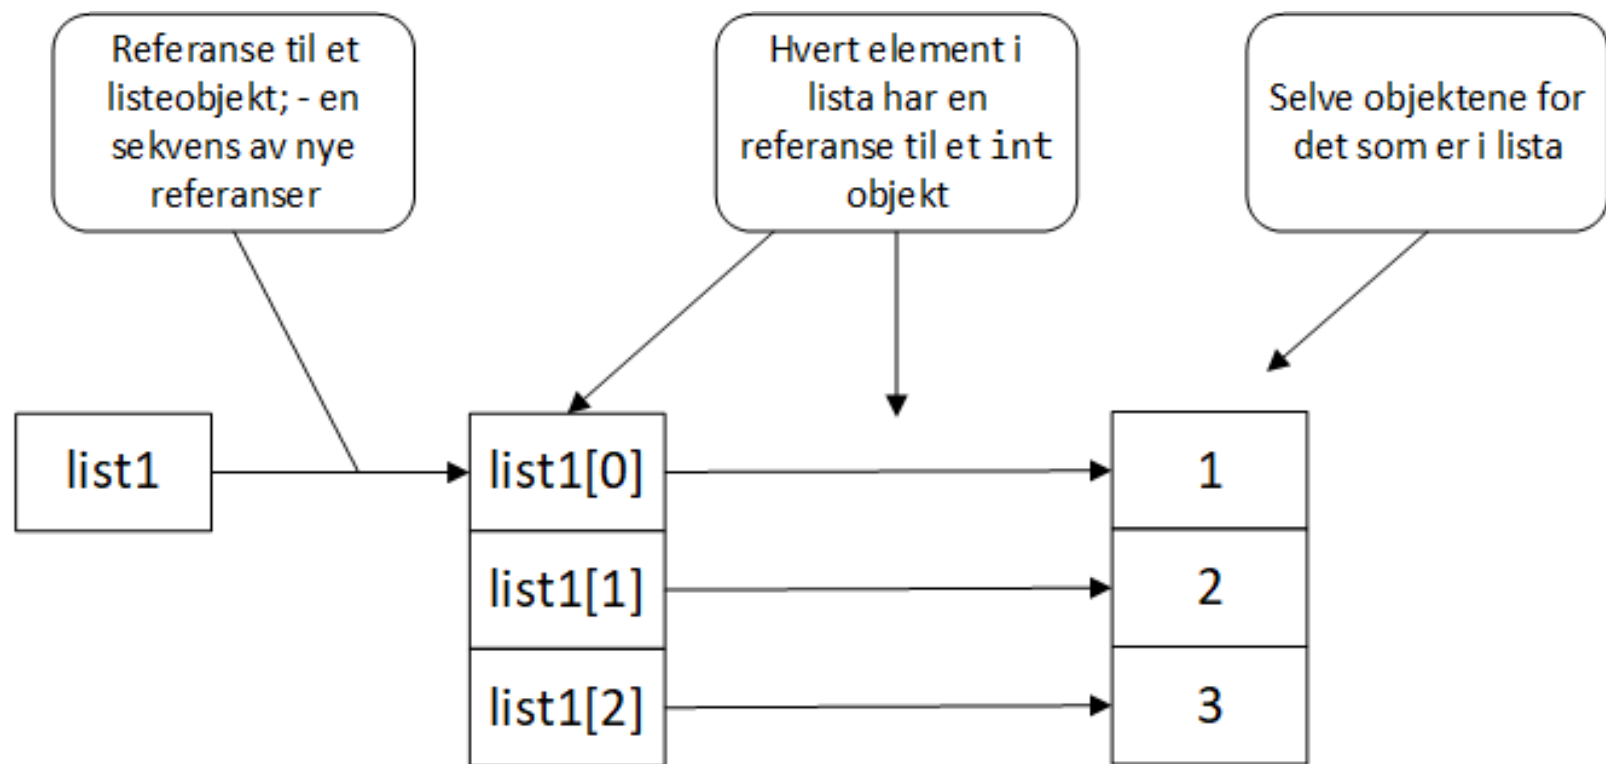 Referanse til et
listeobjekt; - en
sekvens av nye
referanser
Hvert element i
lista har en
referanse til et int
objekt
Selve objektene for
det som er i lista
list1
list1[0]
list1[1]
list1[2]
1
2
3